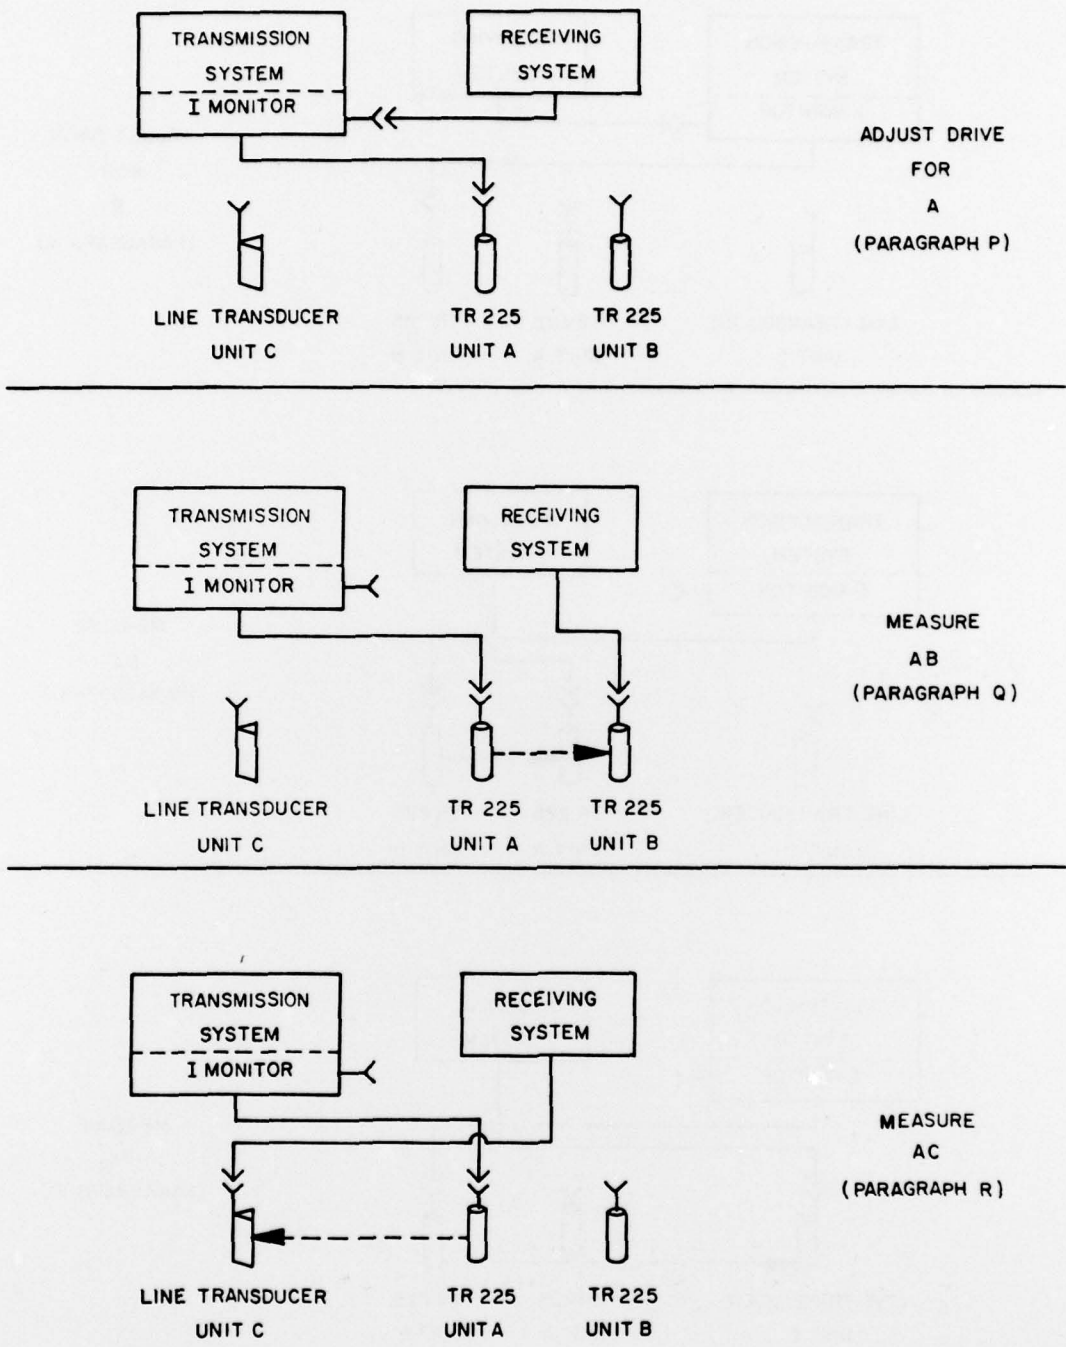 TRANSMISSION
SYSTEM
I MONITOR
RECEIVING
SYSTEM
ADJUST DRIVE
FOR
A
(PARAGRAPH P)
LINE TRANSDUCER
UNIT C
TR 225
UNIT A
TR 225
UNIT B
TRANSMISSION
SYSTEM
I MONITOR
RECEIVING
SYSTEM
MEASURE
AB
(PARAGRAPH Q)
LINE TRANSDUCER
UNIT C
TR 225
UNIT A
TR 225
UNIT B
TRANSMISSION
SYSTEM
I MONITOR
RECEIVING
SYSTEM
MEASURE
AC
(PARAGRAPH R)
LINE TRANSDUCER
UNIT C
TR 225
UNIT A
TR 225
UNIT B